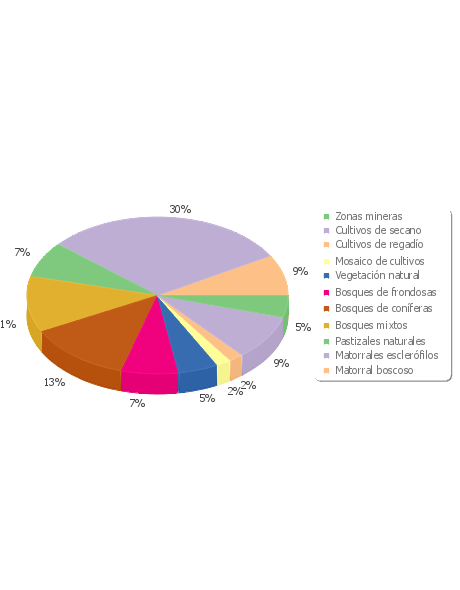 30%
7%
9%
1%
5%
9%
13%
2%
2%
5%
7%
Zonas mineras
Cultivos de secano
Cultivos de regadío
Mosaico de cultivos
Vegetación natural
Bosques de frondosas
Bosques de coníferas
Bosques mixtos
Pastizales naturales
Matorrales esclerófilos
Matorral boscoso